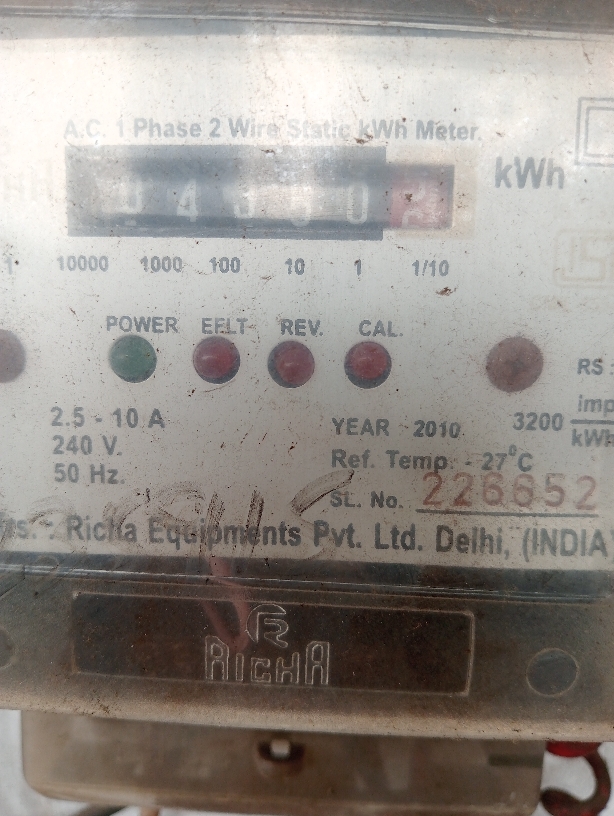 A.C. 1 Phase 2 Wire Static kWh Meter.
kWh
10000 1000 100 10 1 1/10
POWER EFLT REV. CAL.
RS :
2.5 - 10 A
240 V.
50 Hz.
YEAR 2010
3200 imp
kWh
Ref. Temp. - 27°C
SL. No. 226652
: Richa Equipments Pvt. Ltd. Delhi, (INDIA
RICHA